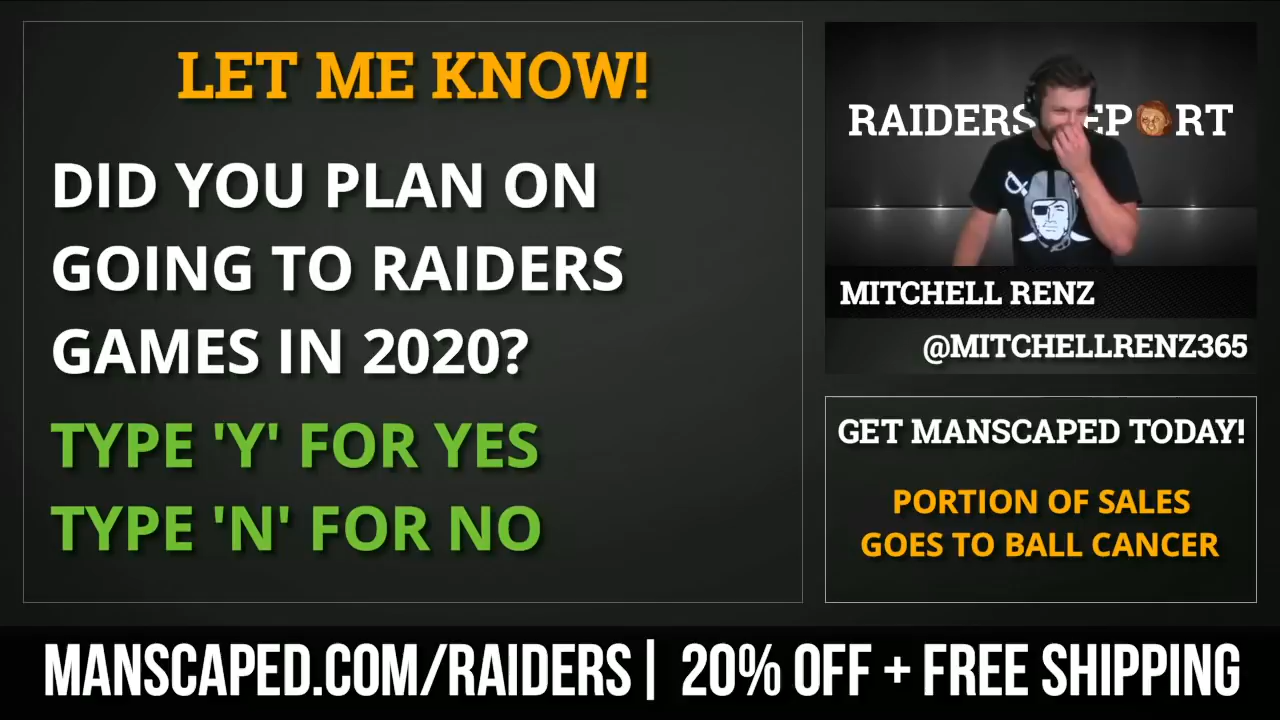 LET ME KNOW!
DID YOU PLAN ON
GOING TO RAIDERS
GAMES IN 2020?
TYPE 'Y' FOR YES
TYPE 'N' FOR NO
RAIDERS EP RT
MITCHELL RENZ
@MITCHELLRENZ365
GET MANSCAPED TODAY!
PORTION OF SALES
GOES TO BALL CANCER
MANSCAPED.COM/RAIDERS | 20% OFF + FREE SHIPPING